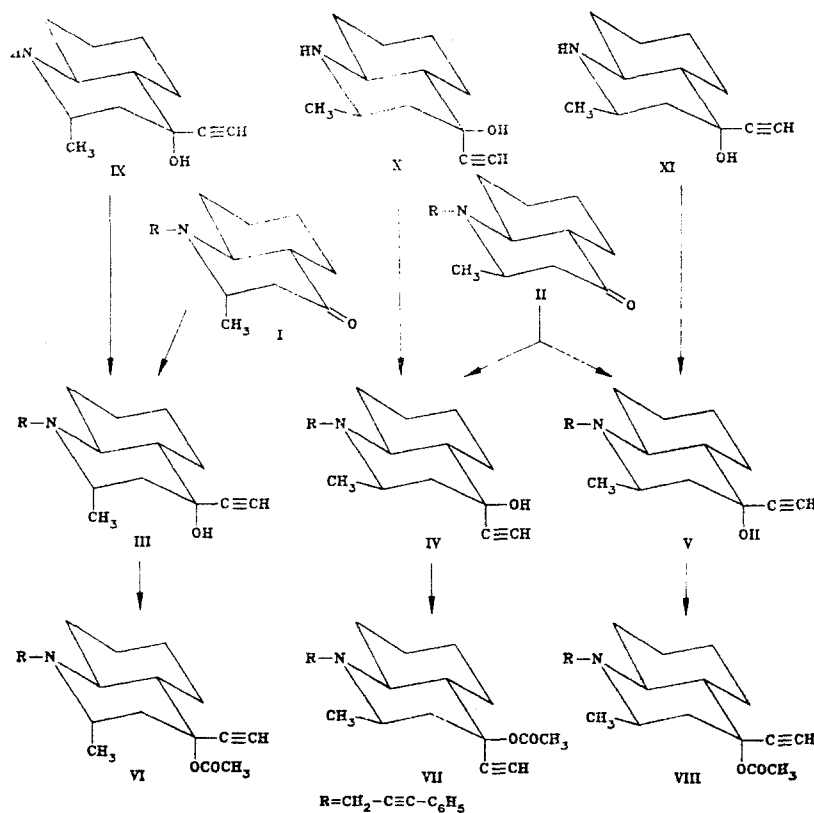 HN
CH3
C≡CH
OH
IX
HN
CH3
OH
C≡CH
X
HN
CH3
C≡CH
OH
XI
R-N
CH3
O
I
R-N
CH3
O
II
R-N
CH3
C≡CH
OH
III
R-N
CH3
OH
C≡CH
IV
R-N
CH3
C≡CH
OH
V
R-N
CH3
C≡CH
OCOCH3
VI
R-N
CH3
OCOCH3
C≡CH
VII
R-N
CH3
C≡CH
OCOCH3
VIII
R=CH2-C≡C-C6H5